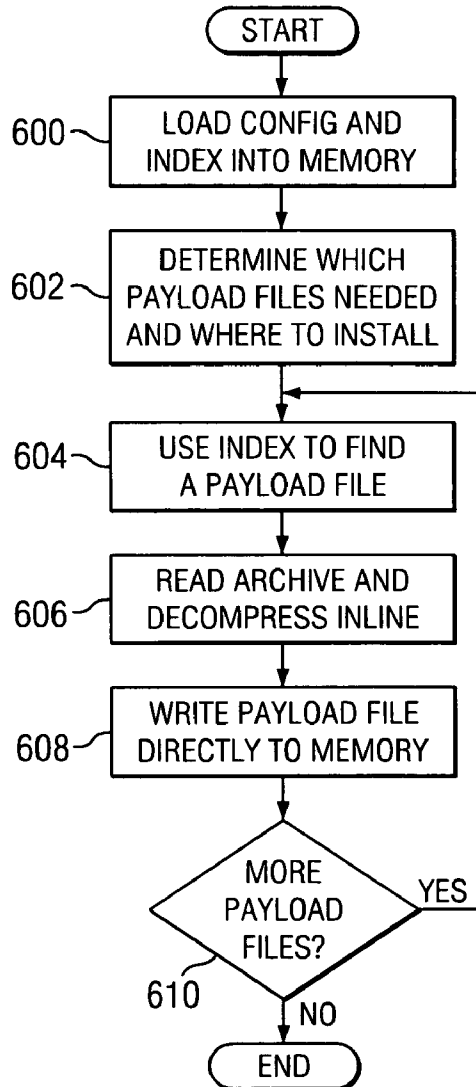 START
600
LOAD CONFIG AND
INDEX INTO MEMORY
602
DETERMINE WHICH
PAYLOAD FILES NEEDED
AND WHERE TO INSTALL
604
USE INDEX TO FIND
A PAYLOAD FILE
606
READ ARCHIVE AND
DECOMPRESS INLINE
608
WRITE PAYLOAD FILE
DIRECTLY TO MEMORY
MORE
PAYLOAD
FILES?
YES
610
NO
END